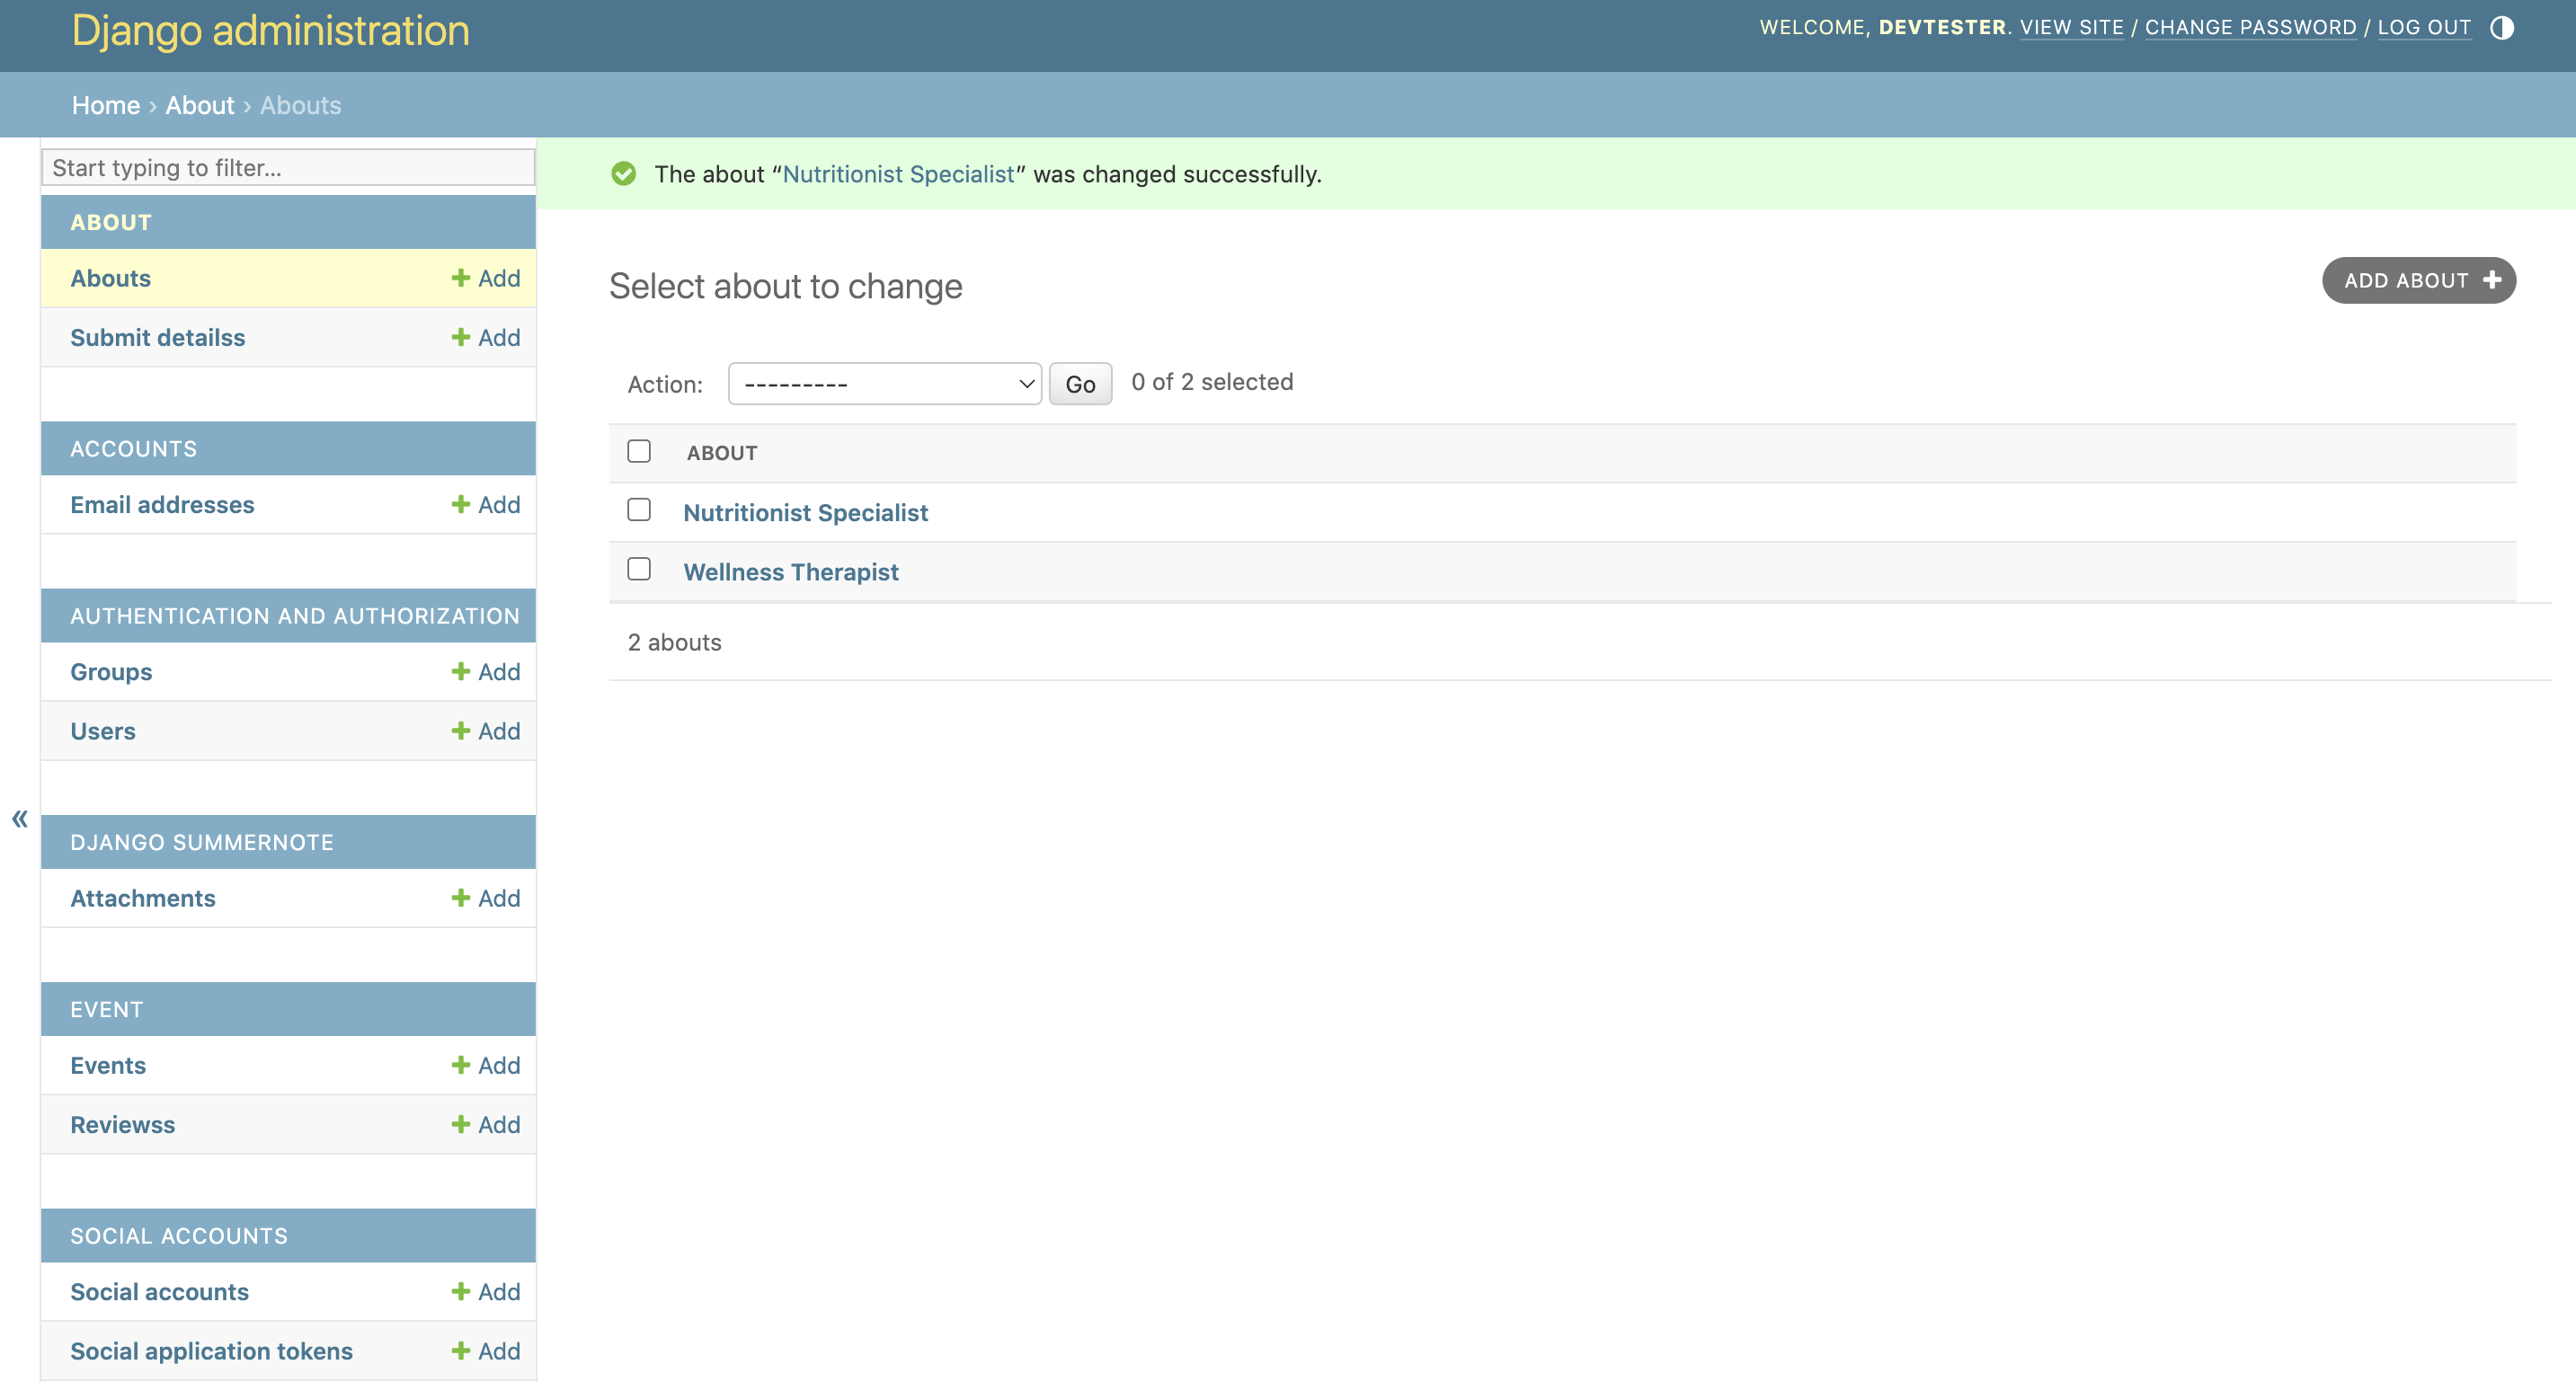 Django administration
WELCOME, DEVTESTER. VIEW SITE / CHANGE PASSWORD / LOG OUT
Home › About › Abouts
Start typing to filter...
ABOUT
Abouts + Add
Submit detailss + Add
ACCOUNTS
Email addresses + Add
AUTHENTICATION AND AUTHORIZATION
Groups + Add
Users + Add
«
DJANGO SUMMERNOTE
Attachments + Add
EVENT
Events + Add
Reviewss + Add
SOCIAL ACCOUNTS
Social accounts + Add
Social application tokens + Add
The about “Nutritionist Specialist” was changed successfully.
Select about to change
ADD ABOUT +
Action: --------- Go 0 of 2 selected
ABOUT
Nutritionist Specialist
Wellness Therapist
2 abouts